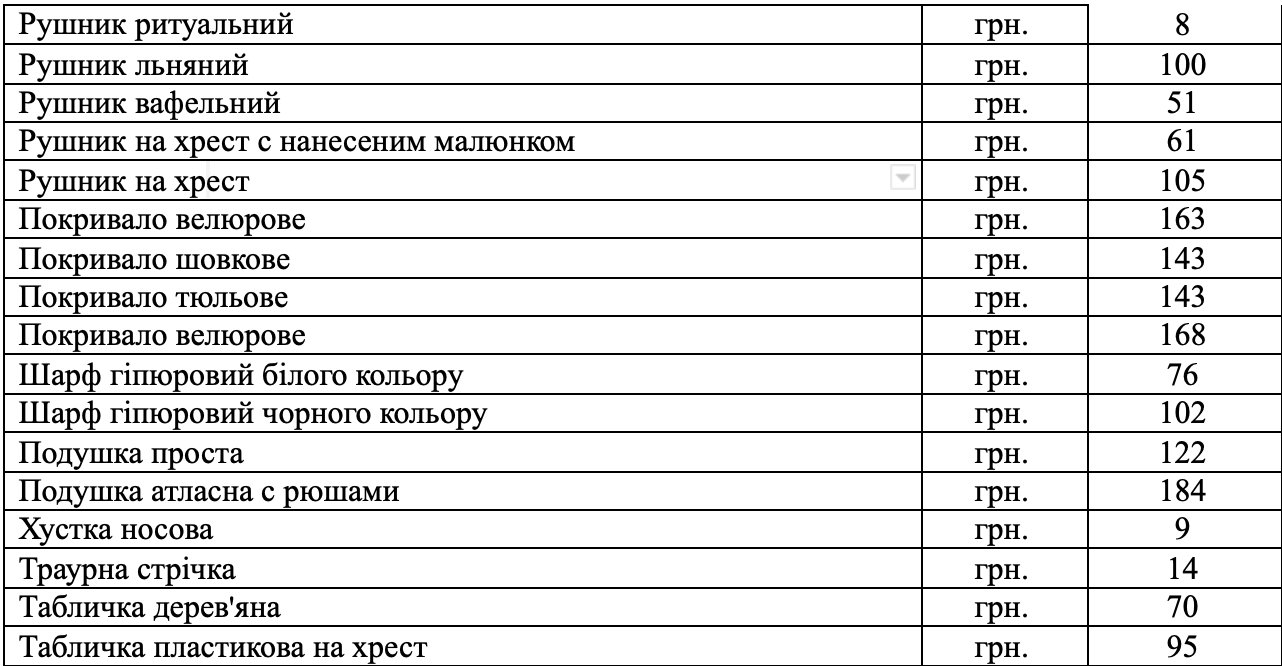 Рушник ритуальний грн. 8
Рушник льняний грн. 100
Рушник вафельний грн. 51
Рушник на хрест с нанесеним малюнком грн. 61
Рушник на хрест грн. 105
Покривало велюрове грн. 163
Покривало шовкове грн. 143
Покривало тюльове грн. 143
Покривало велюрове грн. 168
Шарф гіпюровий білого кольору грн. 76
Шарф гіпюровий чорного кольору грн. 102
Подушка проста грн. 122
Подушка атласна с рюшами грн. 184
Хустка носова грн. 9
Траурна стрічка грн. 14
Табличка дерев'яна грн. 70
Табличка пластикова на хрест грн. 95